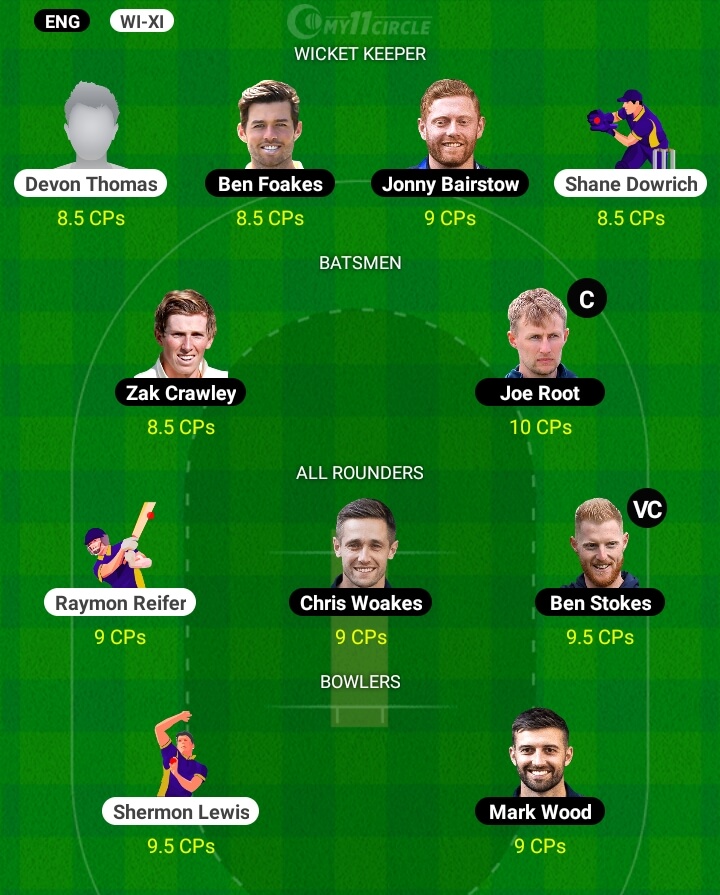 ENG WI-XI
MY11CIRCLE
WICKET KEEPER
Devon Thomas Ben Foakes Jonny Bairstow Shane Dowrich
8.5 CPs 8.5 CPs 9 CPs 8.5 CPs
BATSMEN
C
Zak Crawley Joe Root
8.5 CPs 10 CPs
ALL ROUNDERS
VC
Raymon Reifer Chris Woakes Ben Stokes
9 CPs 9 CPs 9.5 CPs
BOWLERS
Shermon Lewis Mark Wood
9.5 CPs 9 CPs